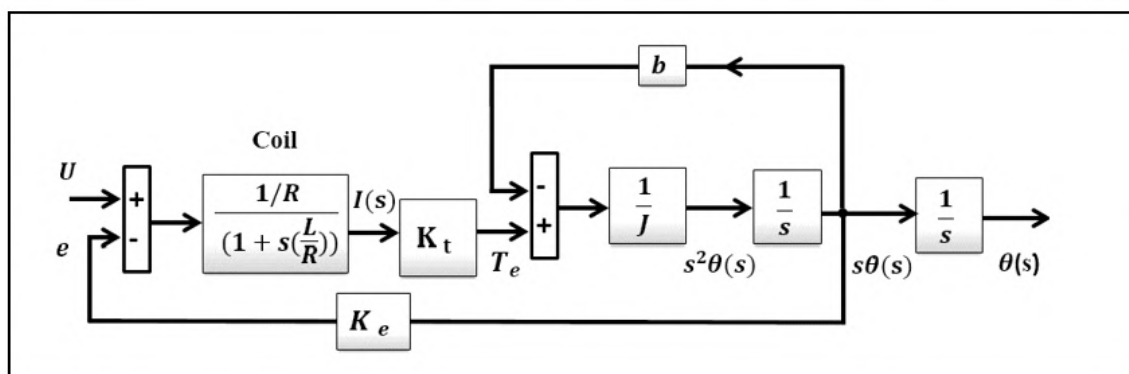 b
Coil
U
+
-
e
1/R
(1 + s(L/R))
I(s)
K t
T e
-
+
1/J
s²θ(s)
1/s
sθ(s)
1/s
θ(s)
K e